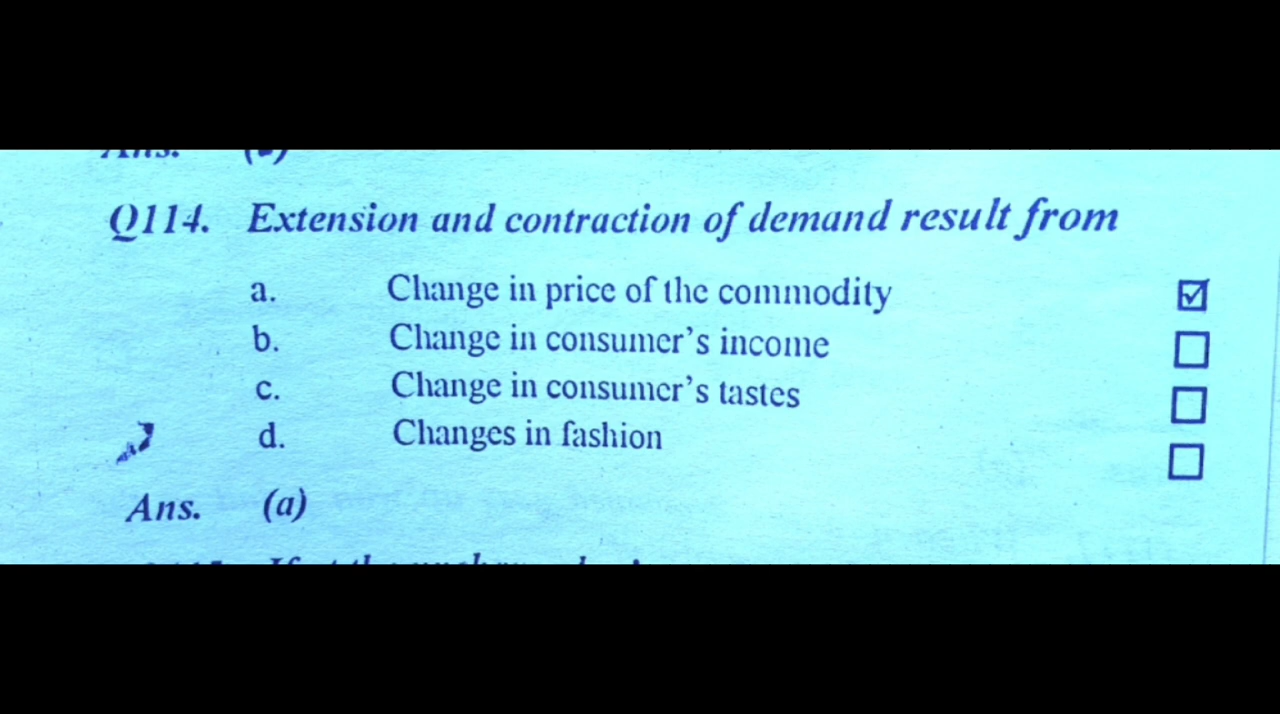 Q114. Extension and contraction of demand result from
a. Change in price of the commodity
b. Change in consumer's income
c. Change in consumer's tastes
d. Changes in fashion
Ans. (a)